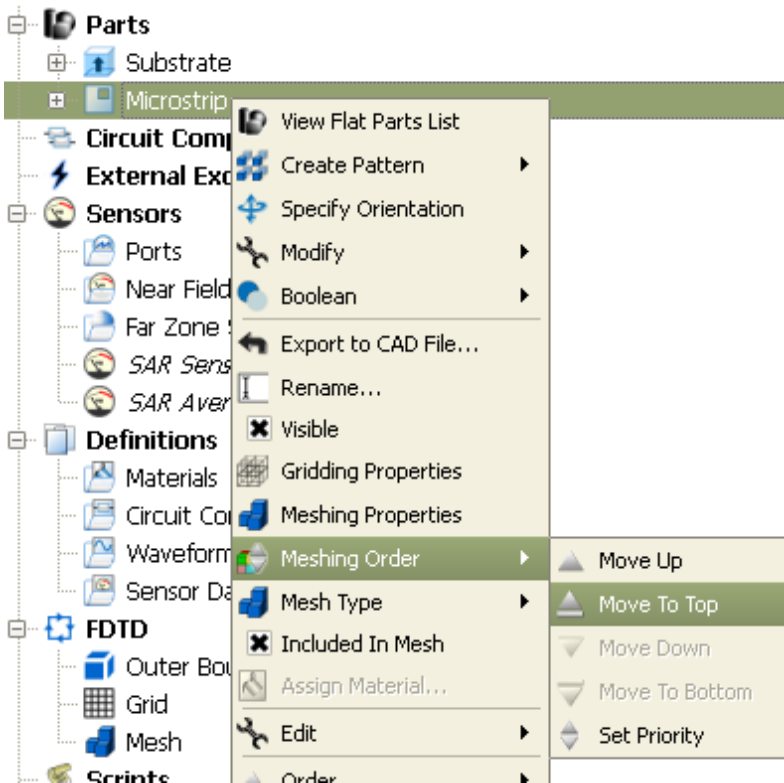 Parts
Substrate
Microstrip
Circuit Com
External Exc
Sensors
Ports
Near Field
Far Zone
SAR Sens
SAR Aver
Definitions
Materials
Circuit Co
Waveform
Sensor Da
FDTD
Outer Bou
Grid
Mesh
Scripts
View Flat Parts List
Create Pattern
Specify Orientation
Modify
Boolean
Export to CAD File...
Rename...
Visible
Gridding Properties
Meshing Properties
Meshing Order
Mesh Type
Included In Mesh
Assign Material...
Edit
Order
Move Up
Move To Top
Move Down
Move To Bottom
Set Priority